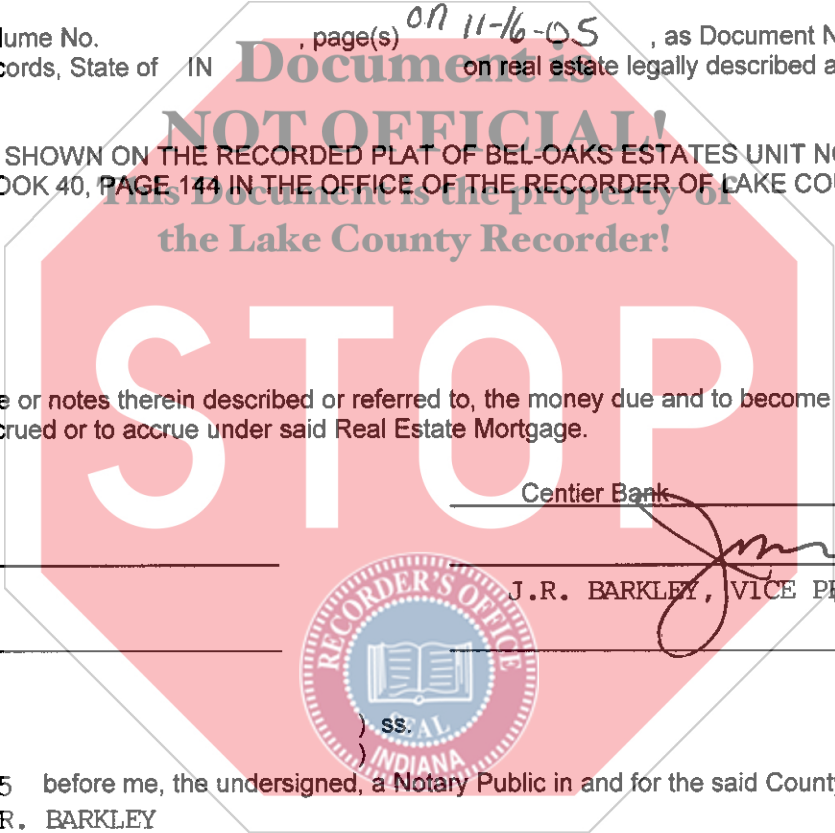 lume No. , page(s) on 11-16-05 , as Document N
cords, State of IN on real estate legally described a
Document is
NOT OFFICIAL!
This Document is the property of
the Lake County Recorder!
SHOWN ON THE RECORDED PLAT OF BEL-OAKS ESTATES UNIT NO
OOK 40, PAGE 144 IN THE OFFICE OF THE RECORDER OF LAKE COU
STOP
e or notes therein described or referred to, the money due and to become
crued or to accrue under said Real Estate Mortgage.
Centier Bank
J.R. BARKLEY, VICE PR
RECORDER'S OFFICE
SEAL
INDIANA
) ss.
)
5 before me, the undersigned, a Notary Public in and for the said County
R. BARKLEY